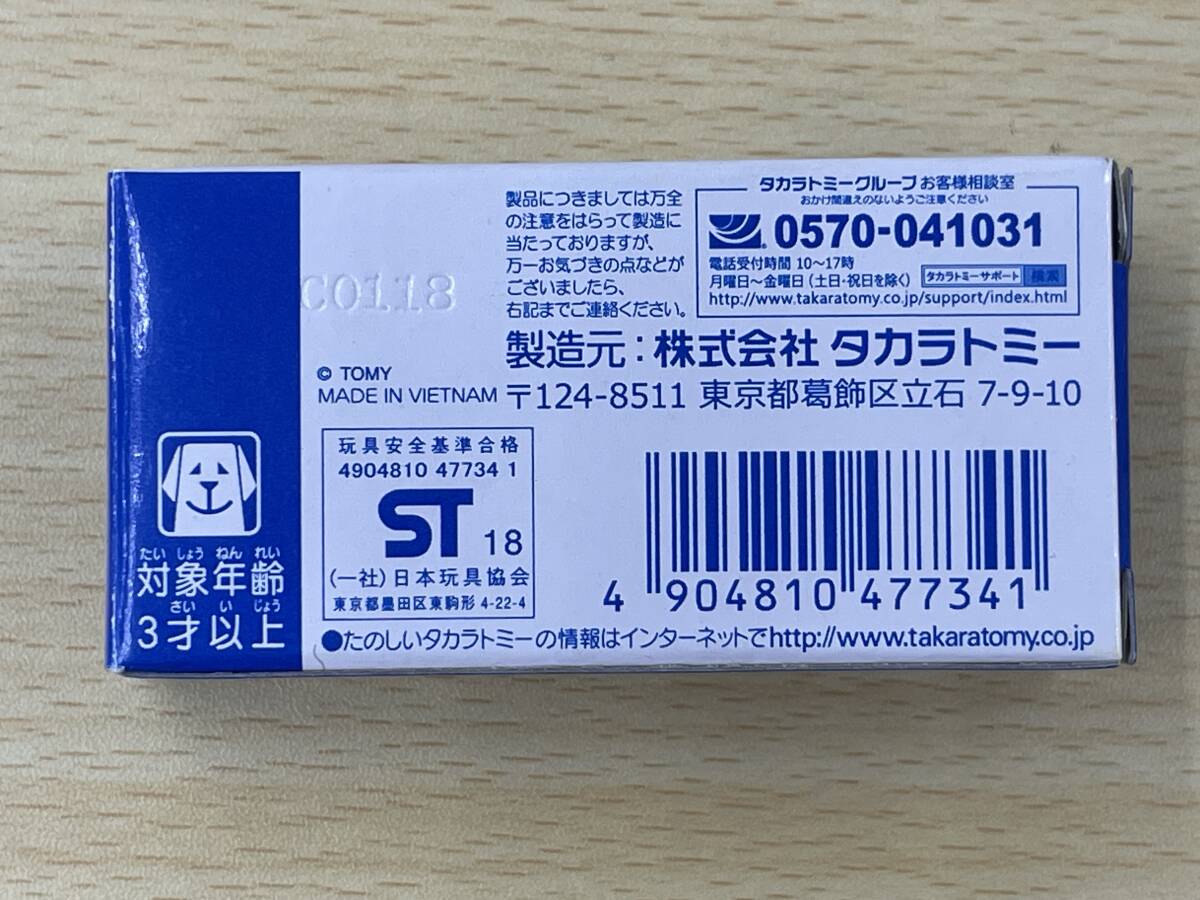 製品につきましては万全
の注意をはらって製造に
当たっておりますが、
万一お気づきの点などが
ございましたら、
右記までご連絡ください。
タカラトミーグループ お客様相談室
おかけ間違えのないようご注意ください
0570-041031
電話受付時間 10〜17時
月曜日〜金曜日(土日・祝日を除く)
タカラトミーサポート 検索
http://www.takaratomy.co.jp/support/index.html
C0118
© TOMY
MADE IN VIETNAM
製造元:株式会社 タカラトミー
〒124-8511 東京都葛飾区立石 7-9-10
たい しょう ねん れい
対象年齢
さい い じょう
3才以上
玩具安全基準合格
4904810 47734 1
ST 18
(一社)日本玩具協会
東京都墨田区東駒形 4-22-4
4 904810 477341
●たのしいタカラトミーの情報はインターネットでhttp://www.takaratomy.co.jp